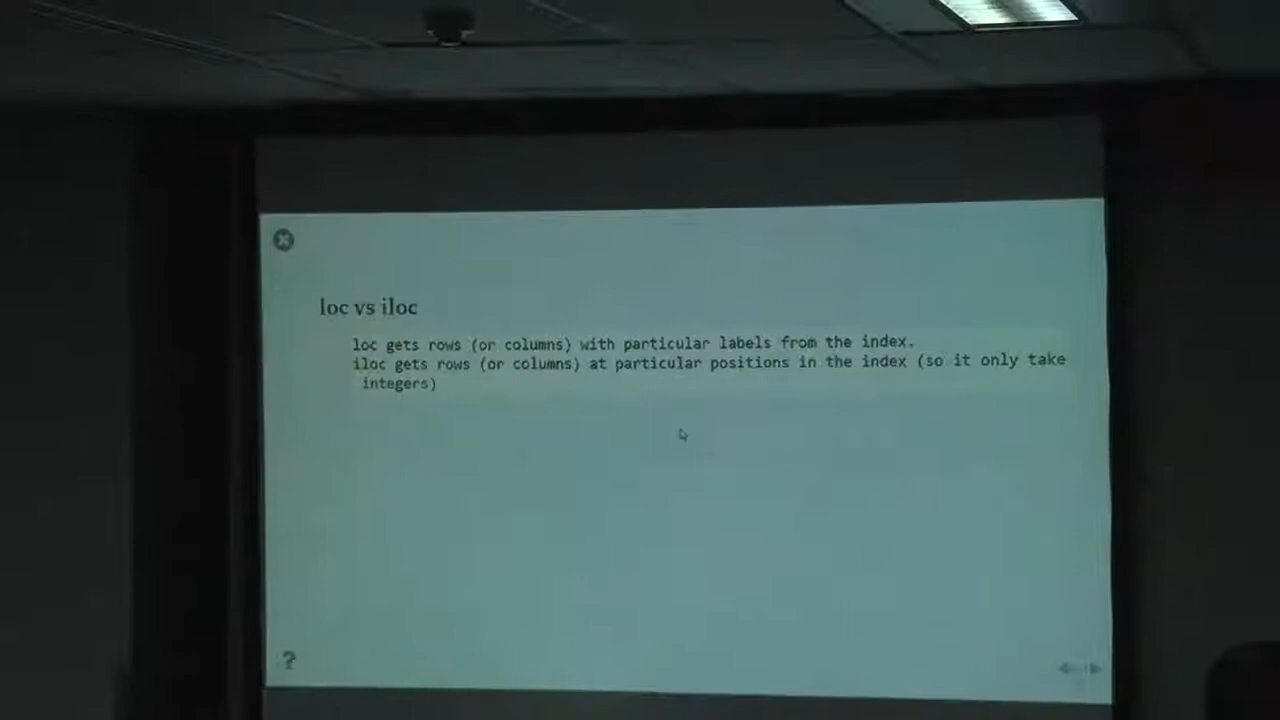 loc vs iloc
loc gets rows (or columns) with particular labels from the index.
iloc gets rows (or columns) at particular positions in the index (so it only take
integers)
?